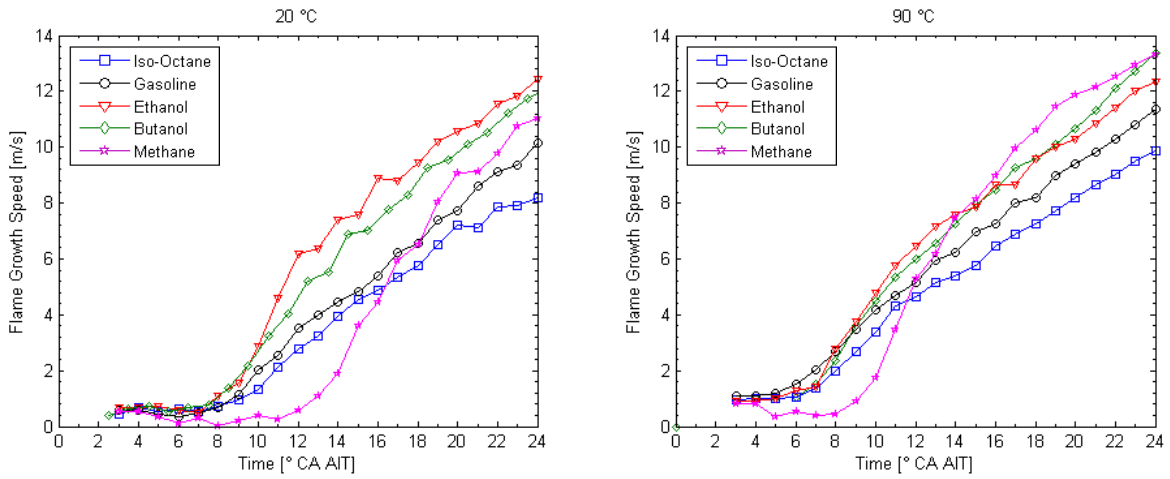 20 °C
14
12
10
8
6
4
2
0
Flame Growth Speed [m/s]
Iso-Octane
Gasoline
Ethanol
Butanol
Methane
0 2 4 6 8 10 12 14 16 18 20 22 24
Time [° CA AIT]
90 °C
14
12
10
8
6
4
2
0
Flame Growth Speed [m/s]
Iso-Octane
Gasoline
Ethanol
Butanol
Methane
0 2 4 6 8 10 12 14 16 18 20 22 24
Time [° CA AIT]